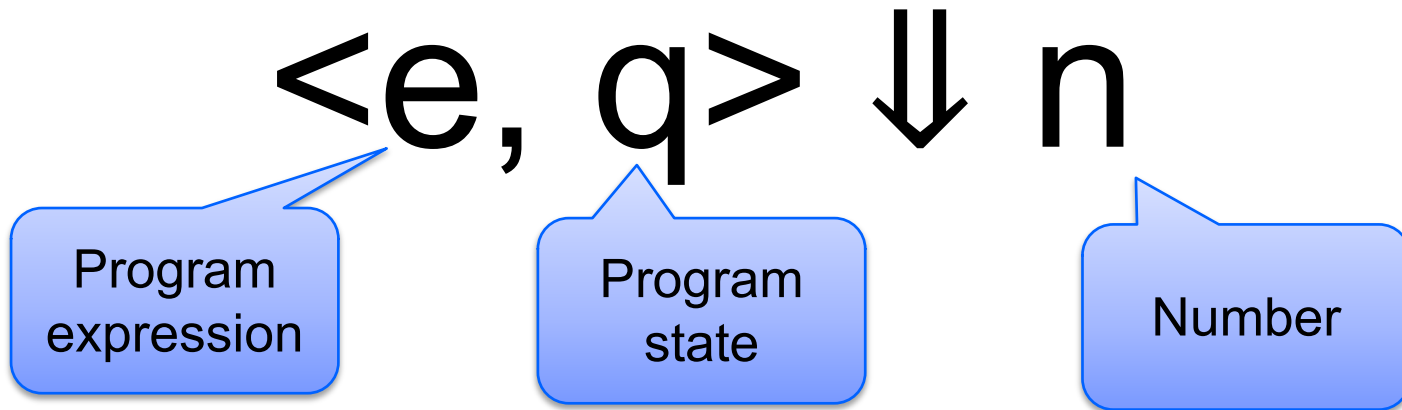 <e, q> ⇓ n
Program
expression
Program
state
Number